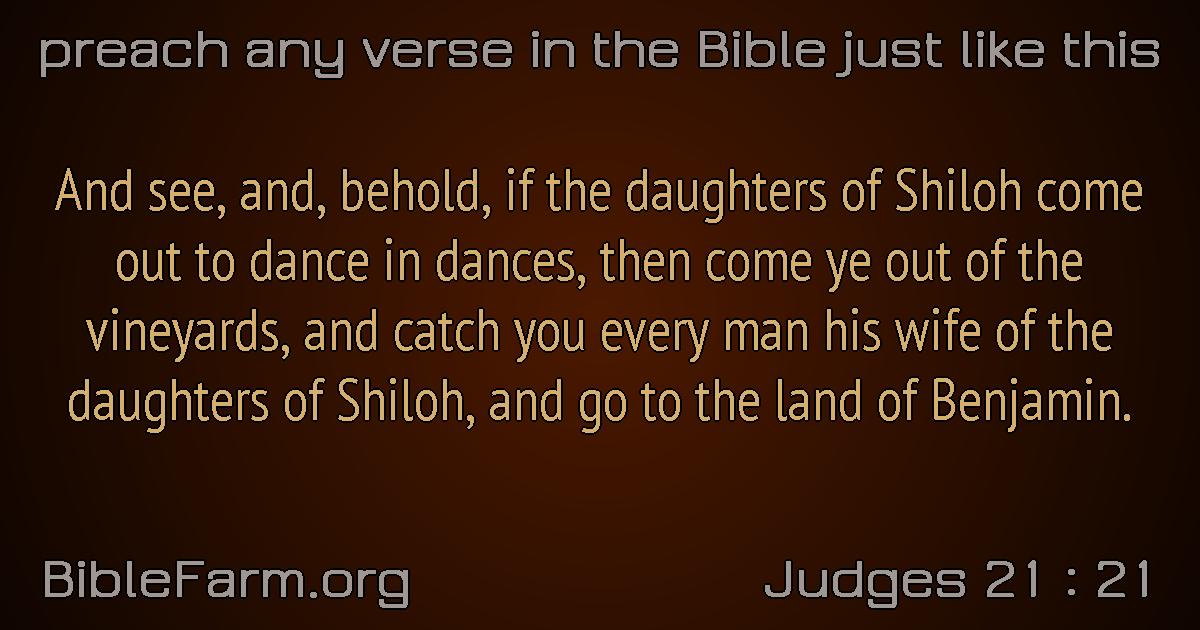 preach any verse in the Bible just like this
And see, and, behold, if the daughters of Shiloh come
out to dance in dances, then come ye out of the
vineyards, and catch you every man his wife of the
daughters of Shiloh, and go to the land of Benjamin.
BibleFarm.org
Judges 21 : 21